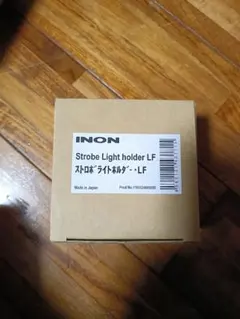 INON
Strobe Light holder LF
ｽﾄﾛﾎﾞﾗｲﾄﾎﾙﾀﾞｰ･LF
Made in Japan